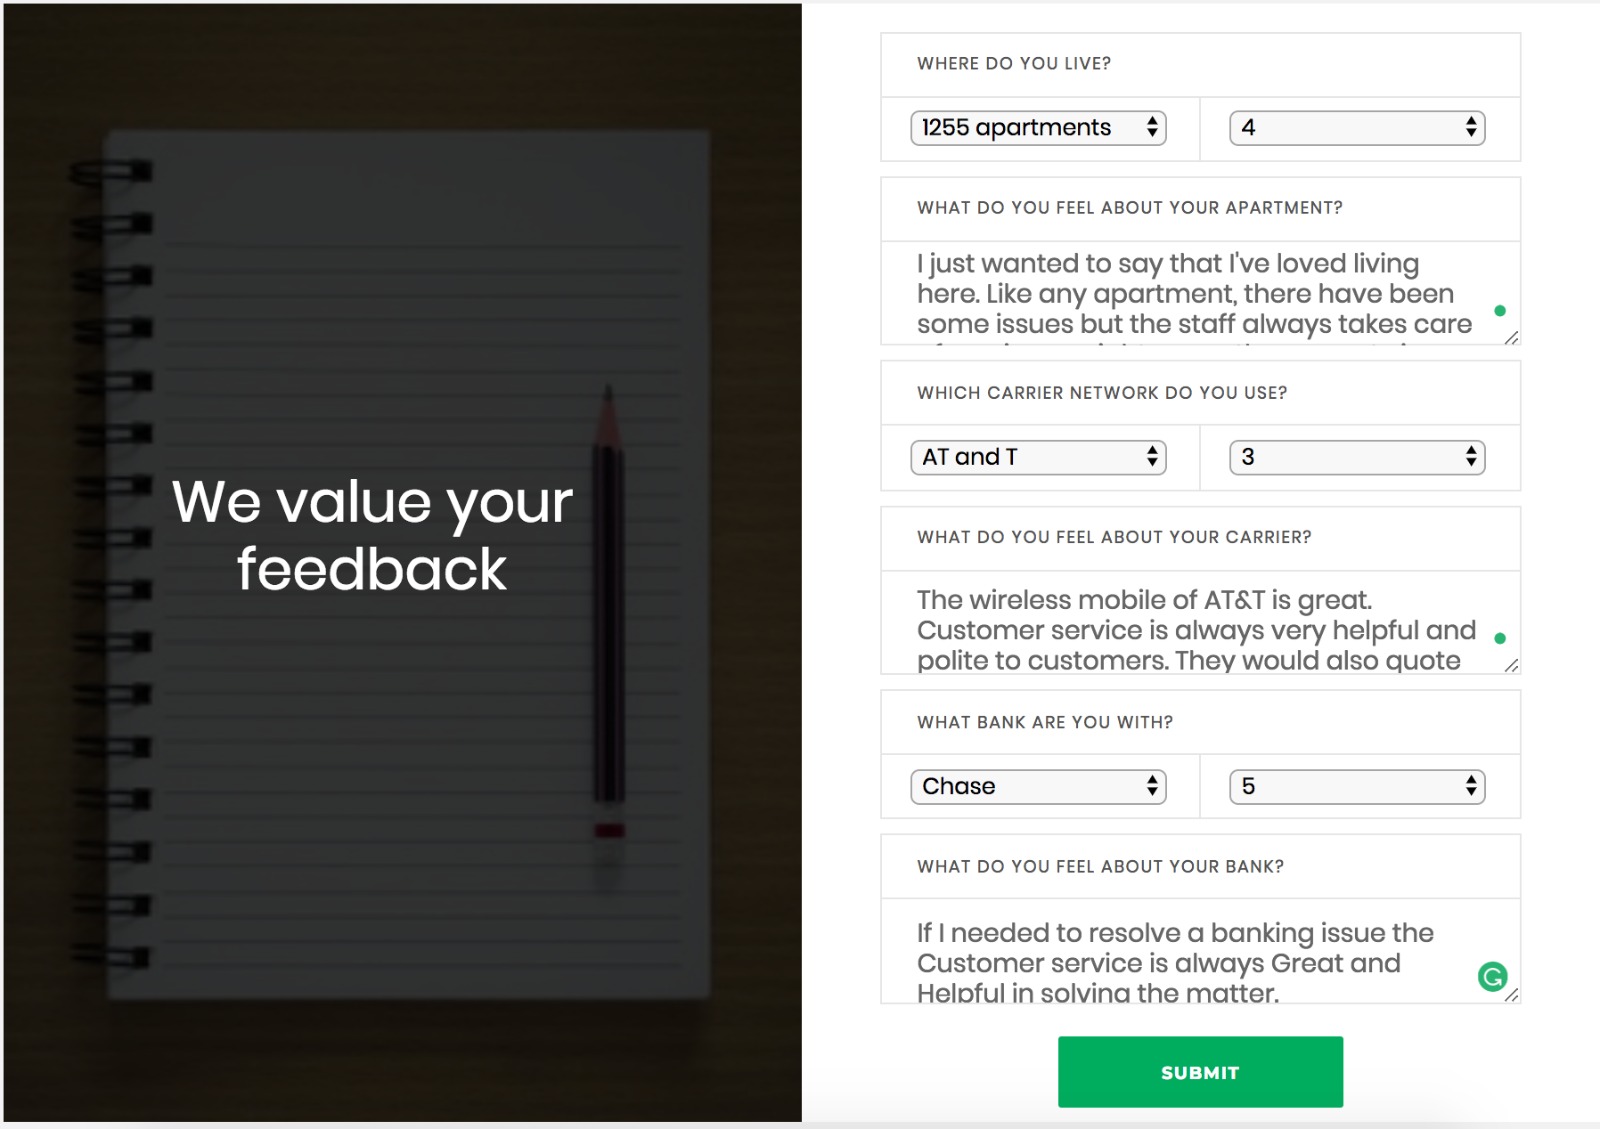 We value your
feedback
WHERE DO YOU LIVE?
1255 apartments
4
WHAT DO YOU FEEL ABOUT YOUR APARTMENT?
I just wanted to say that I've loved living
here. Like any apartment, there have been
some issues but the staff always takes care
WHICH CARRIER NETWORK DO YOU USE?
AT and T
3
WHAT DO YOU FEEL ABOUT YOUR CARRIER?
The wireless mobile of AT&T is great.
Customer service is always very helpful and
polite to customers. They would also quote
WHAT BANK ARE YOU WITH?
Chase
5
WHAT DO YOU FEEL ABOUT YOUR BANK?
If I needed to resolve a banking issue the
Customer service is always Great and
Helpful in solving the matter.
SUBMIT